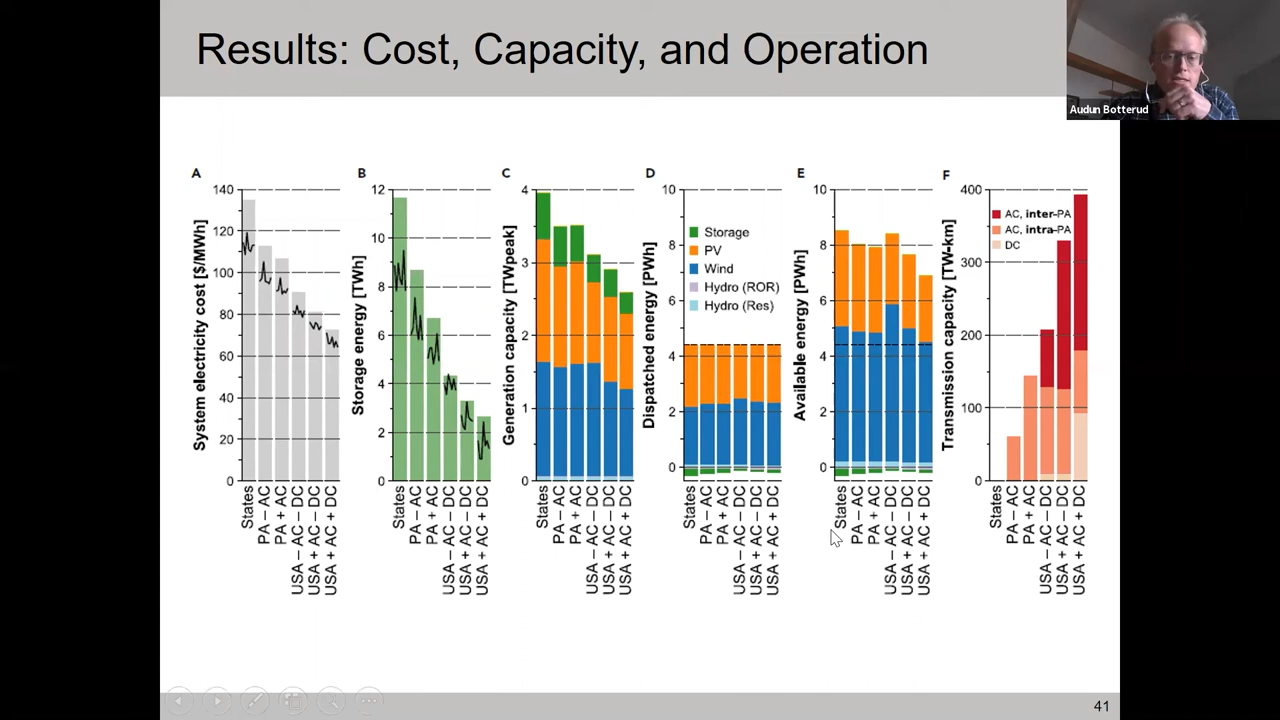 Results: Cost, Capacity, and Operation
Audun Botterud
A
B
C
D
E
F
System electricity cost [$/MWh]
140
120
100
80
60
40
20
0
States
PA – AC
PA + AC
USA – AC – DC
USA + AC – DC
USA + AC + DC
Storage energy [TWh]
12
10
8
6
4
2
0
States
PA – AC
PA + AC
USA – AC – DC
USA + AC – DC
USA + AC + DC
Generation capacity [TWpeak]
4
3
2
1
0
States
PA – AC
PA + AC
USA – AC – DC
USA + AC – DC
USA + AC + DC
Dispatched energy [PWh]
10
8
6
4
2
0
Storage
PV
Wind
Hydro (ROR)
Hydro (Res)
States
PA – AC
PA + AC
USA – AC – DC
USA + AC – DC
USA + AC + DC
Available energy [PWh]
10
8
6
4
2
0
States
PA – AC
PA + AC
USA – AC – DC
USA + AC – DC
USA + AC + DC
Transmission capacity [TW-km]
400
300
200
100
0
AC, inter-PA
AC, intra-PA
DC
States
PA – AC
PA + AC
USA – AC – DC
USA + AC – DC
USA + AC + DC
41